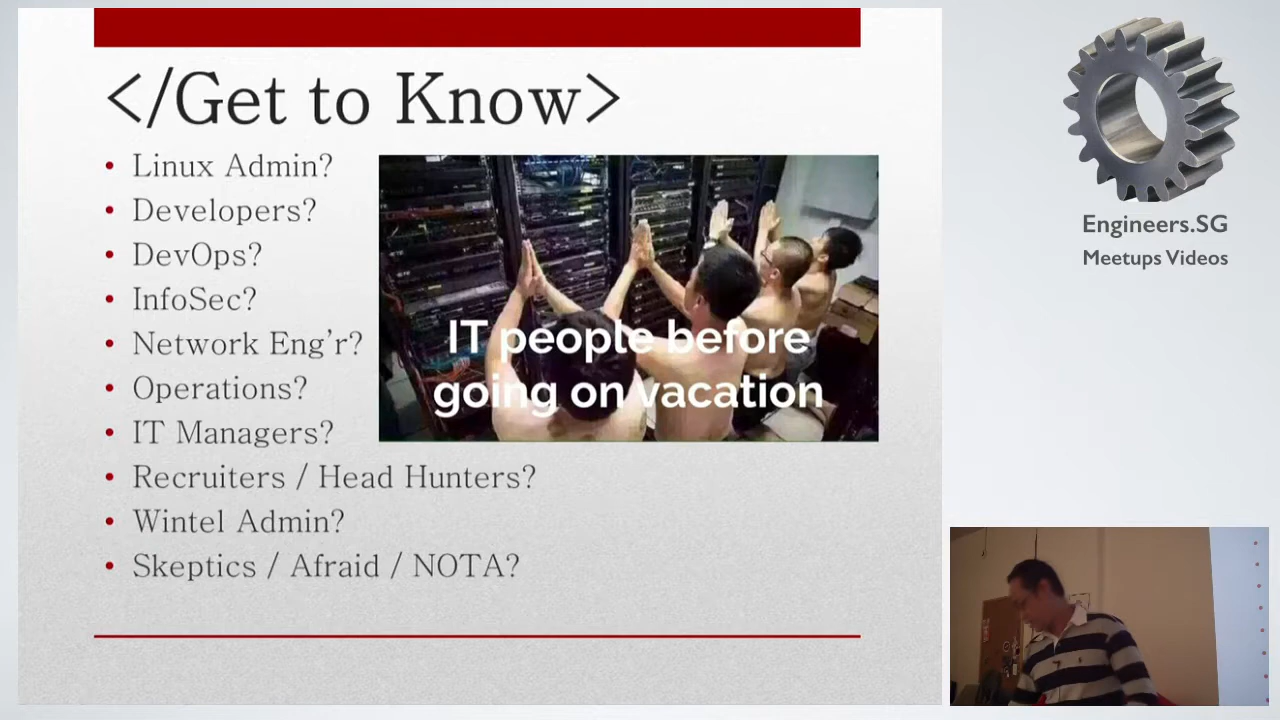 </Get to Know>
• Linux Admin?
• Developers?
• DevOps?
• InfoSec?
• Network Eng’r?
• Operations?
• IT Managers?
• Recruiters / Head Hunters?
• Wintel Admin?
• Skeptics / Afraid / NOTA?
IT people before
going on vacation
Engineers.SG
Meetups Videos